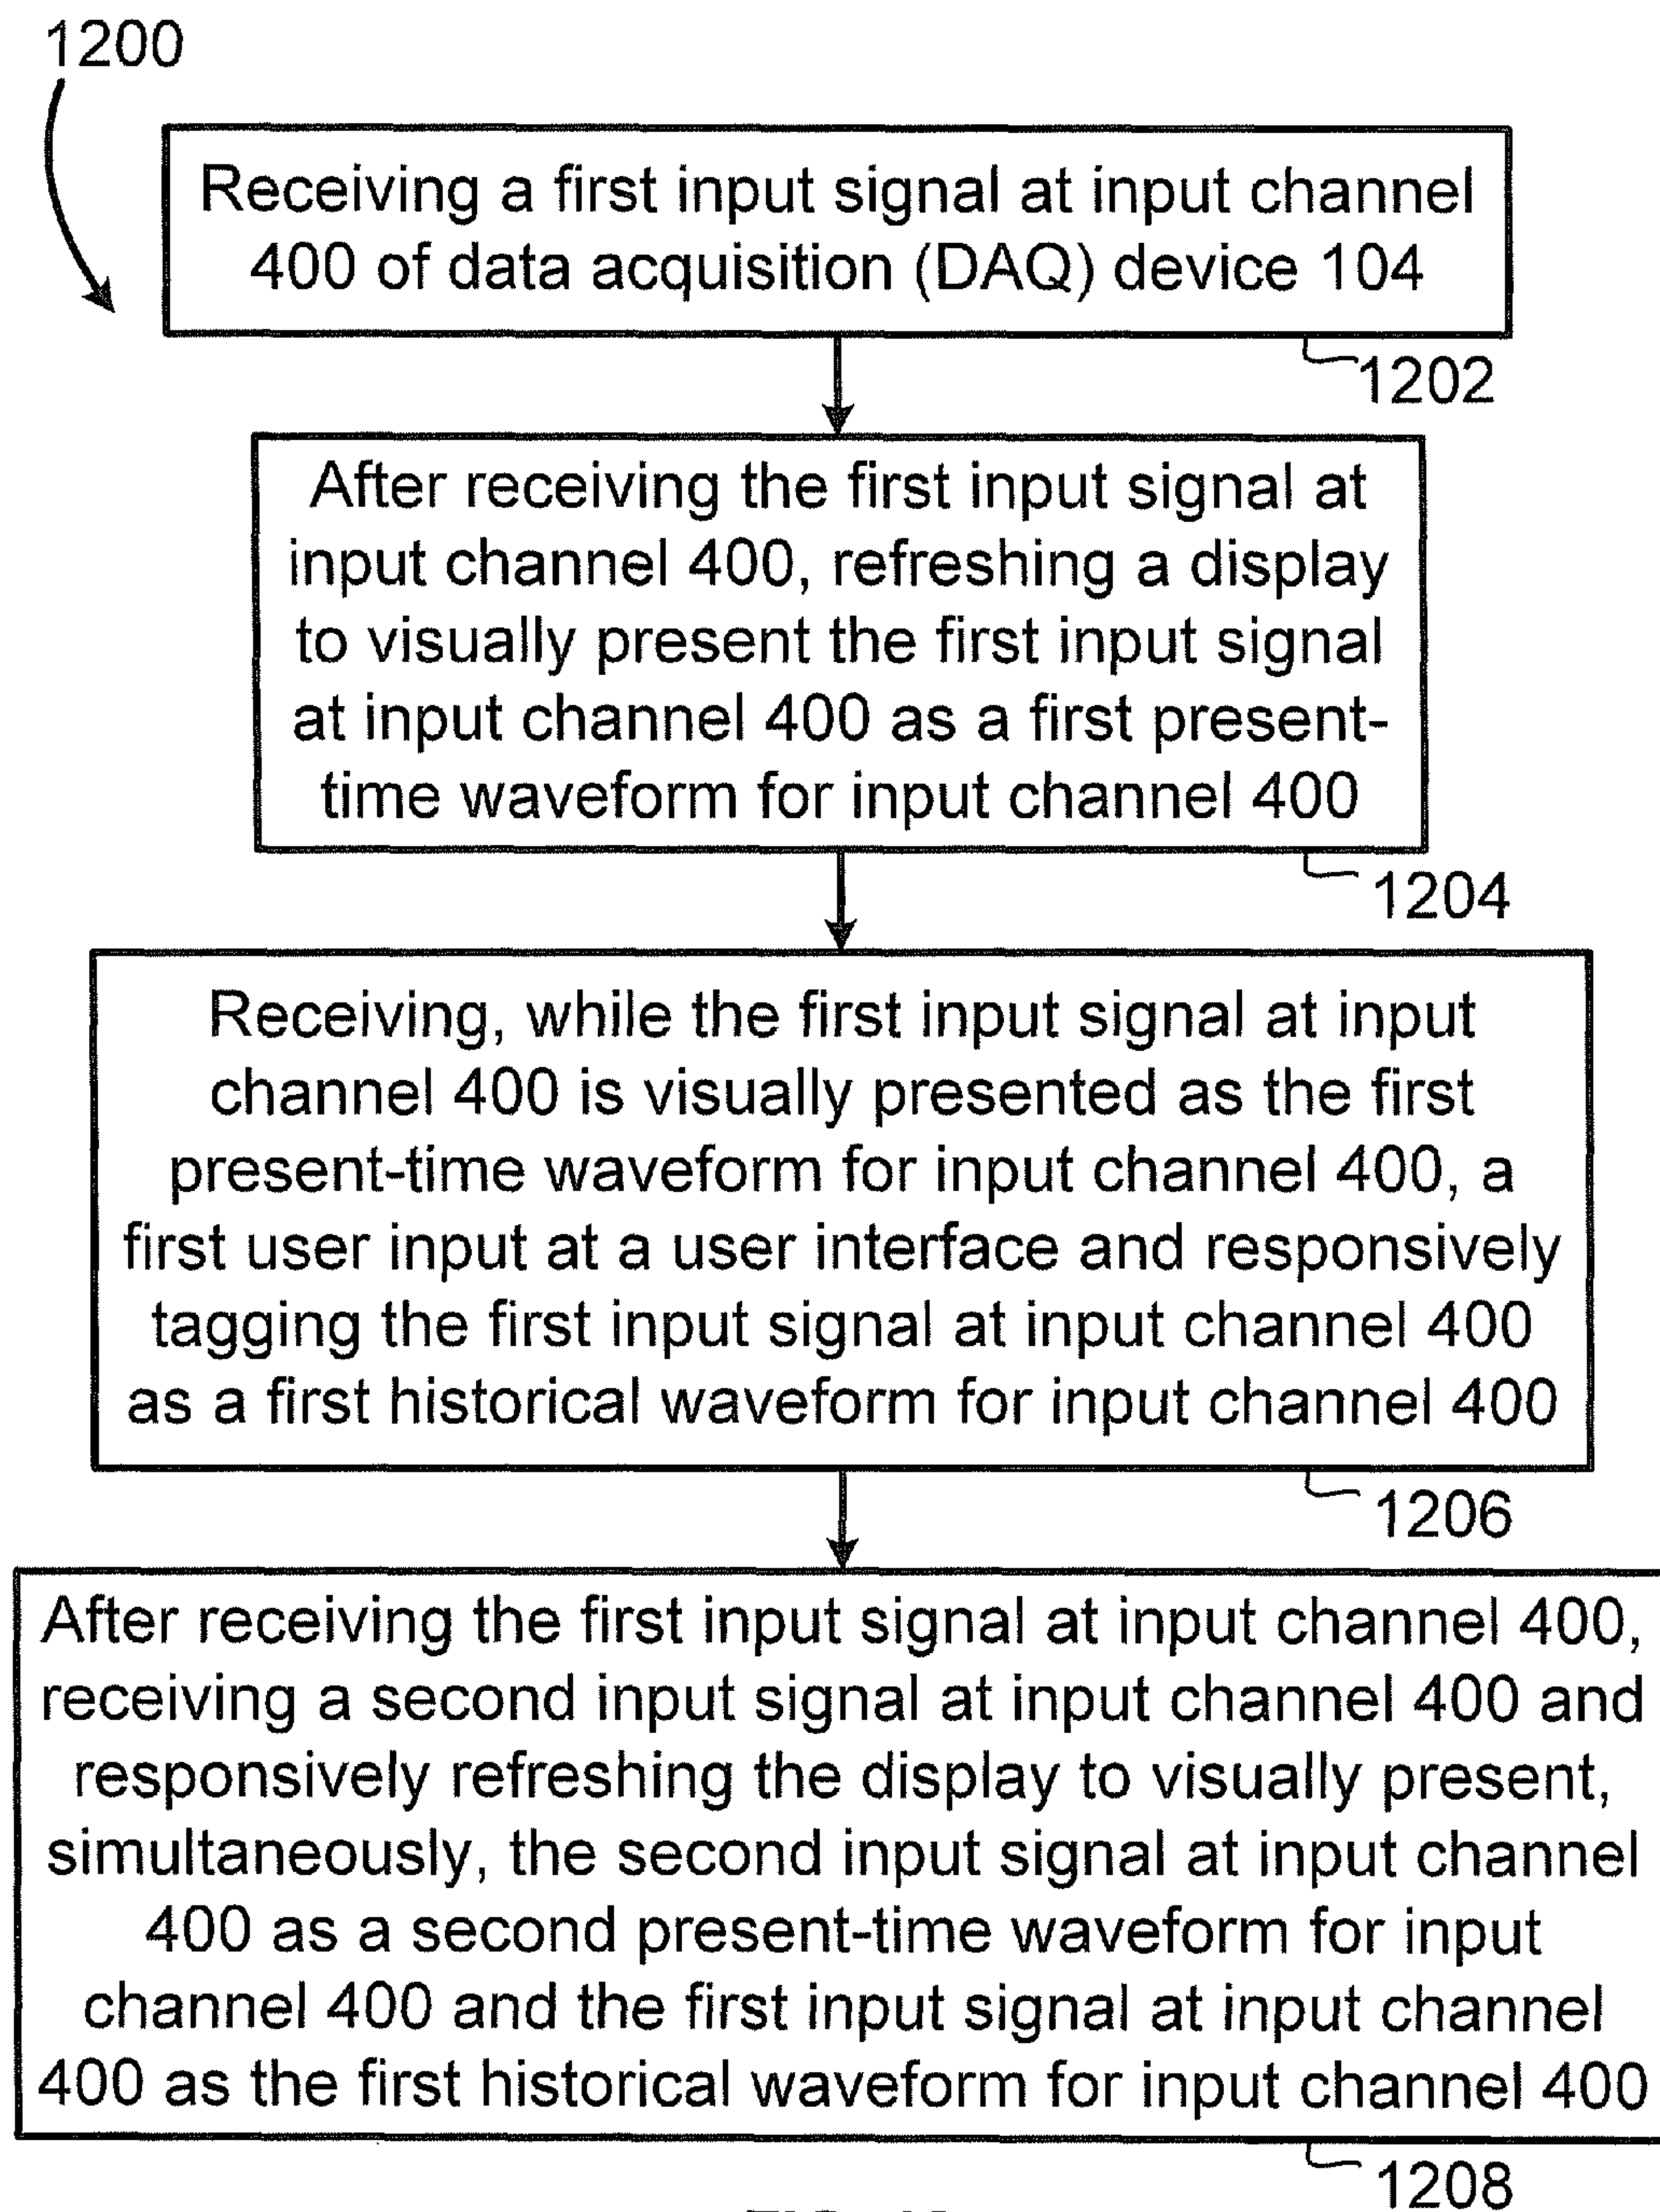 1200
Receiving a first input signal at input channel
400 of data acquisition (DAQ) device 104
1202
After receiving the first input signal at
input channel 400, refreshing a display
to visually present the first input signal
at input channel 400 as a first present-
time waveform for input channel 400
1204
Receiving, while the first input signal at input
channel 400 is visually presented as the first
present-time waveform for input channel 400, a
first user input at a user interface and responsively
tagging the first input signal at input channel 400
as a first historical waveform for input channel 400
1206
After receiving the first input signal at input channel 400,
receiving a second input signal at input channel 400 and
responsively refreshing the display to visually present,
simultaneously, the second input signal at input channel
400 as a second present-time waveform for input
channel 400 and the first input signal at input channel
400 as the first historical waveform for input channel 400
1208